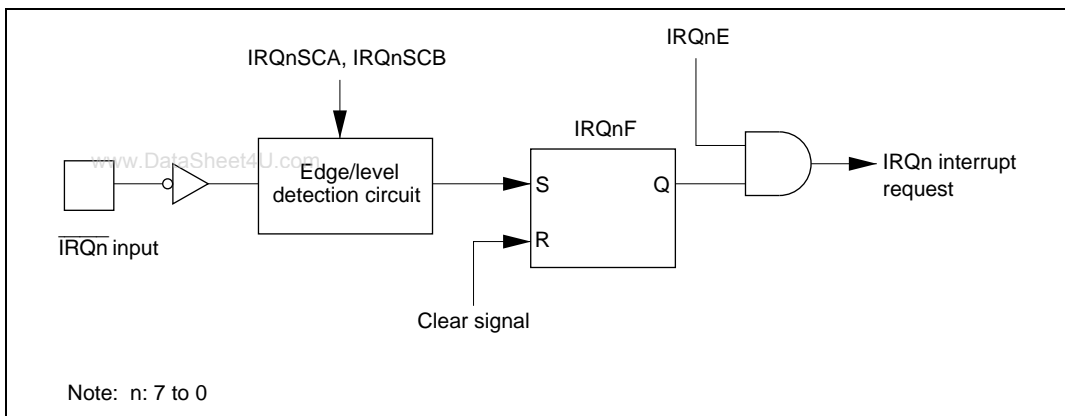 IRQnE
IRQnSCA, IRQnSCB
IRQnF
www.DataSheet4U.com
Edge/level
detection circuit
S
Q
R
IRQn interrupt
request
I̅R̅Q̅n̅ input
Clear signal
Note: n: 7 to 0